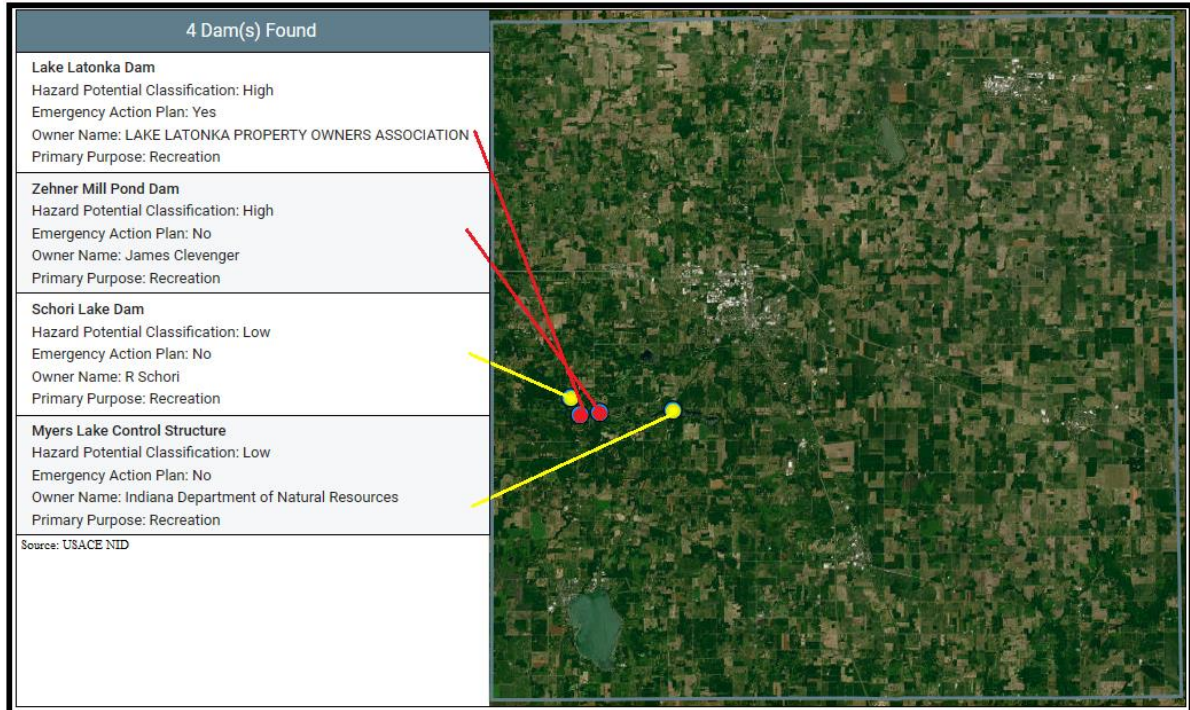 4 Dam(s) Found
Lake Latonka Dam
Hazard Potential Classification: High
Emergency Action Plan: Yes
Owner Name: LAKE LATONKA PROPERTY OWNERS ASSOCIATION
Primary Purpose: Recreation
Zehner Mill Pond Dam
Hazard Potential Classification: High
Emergency Action Plan: No
Owner Name: James Clevenger
Primary Purpose: Recreation
Schori Lake Dam
Hazard Potential Classification: Low
Emergency Action Plan: No
Owner Name: R Schori
Primary Purpose: Recreation
Myers Lake Control Structure
Hazard Potential Classification: Low
Emergency Action Plan: No
Owner Name: Indiana Department of Natural Resources
Primary Purpose: Recreation
Source: USACE NID